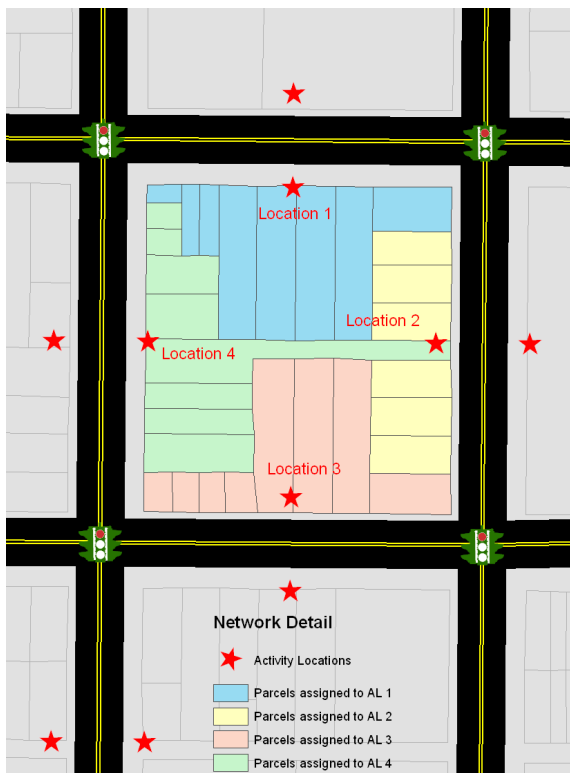 Location 1
Location 2
Location 4
Location 3
Network Detail
Activity Locations
Parcels assigned to AL 1
Parcels assigned to AL 2
Parcels assigned to AL 3
Parcels assigned to AL 4